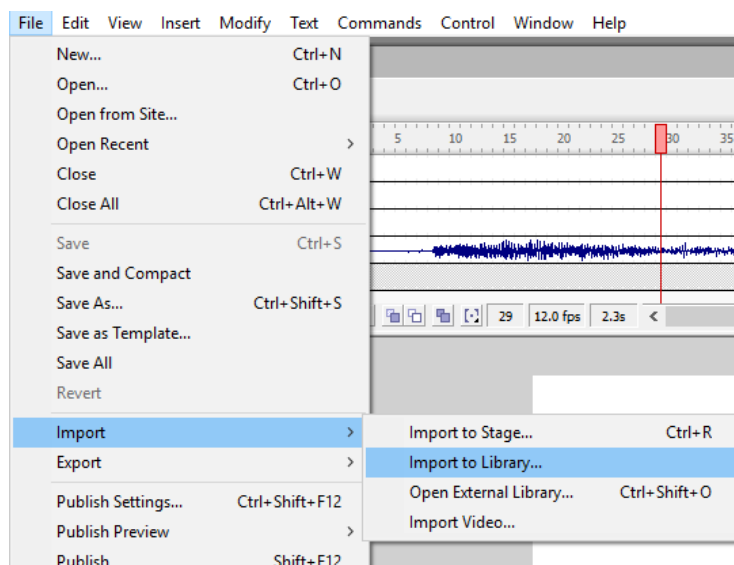 File Edit View Insert Modify Text Commands Control Window Help
New... Ctrl+N
Open... Ctrl+O
Open from Site...
Open Recent >
Close Ctrl+W
Close All Ctrl+Alt+W
Save Ctrl+S
Save and Compact
Save As... Ctrl+Shift+S
Save as Template...
Save All
Revert
Import >
Export >
Publish Settings... Ctrl+Shift+F12
Publish Preview >
Publish Shift+F12
5 10 15 20 25 30 35
29 12.0 fps 2.3s <
Import to Stage... Ctrl+R
Import to Library...
Open External Library... Ctrl+Shift+O
Import Video...